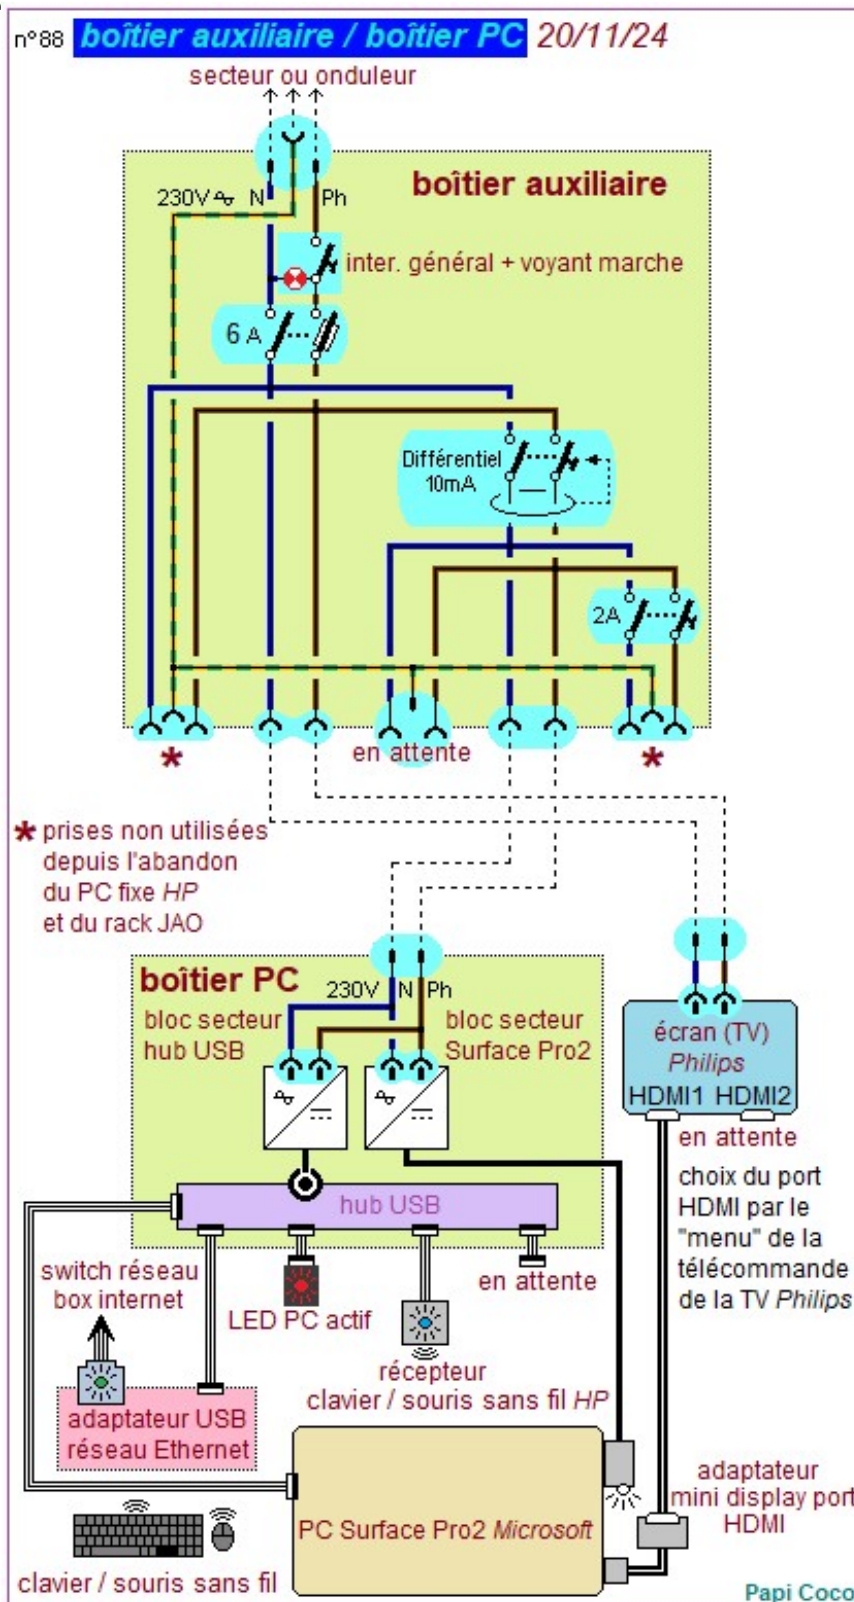 n°88 boîtier auxiliaire / boîtier PC 20/11/24
secteur ou onduleur
boîtier auxiliaire
230V N Ph
inter. général + voyant marche
6 A
Différentiel
10mA
2A
* en attente *
* prises non utilisées
depuis l'abandon
du PC fixe HP
et du rack JAO
boîtier PC
230V N Ph
bloc secteur
hub USB
bloc secteur
Surface Pro2
écran (TV)
Philips
HDMI1 HDMI2
en attente
choix du port
HDMI par le
"menu" de la
télécommande
de la TV Philips
hub USB
switch réseau
box internet
LED PC actif
en attente
récepteur
clavier / souris sans fil HP
adaptateur USB
réseau Ethernet
adaptateur
mini display port
HDMI
PC Surface Pro2 Microsoft
clavier / souris sans fil
Papi Coco